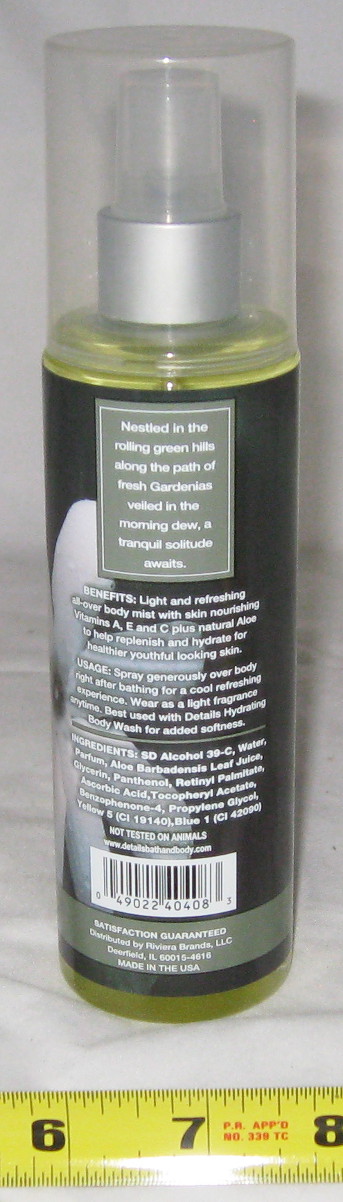 Nestled in the
rolling green hills
along the path of
fresh Gardenias
veiled in the
morning dew, a
tranquil solitude
awaits.
BENEFITS: Light and refreshing
all-over body mist with skin nourishing
Vitamins A, E and C plus natural Aloe
to help replenish and hydrate for
healthier youthful looking skin.
USAGE: Spray generously over body
right after bathing for a cool refreshing
experience. Wear as a light fragrance
anytime. Best used with Details Hydrating
Body Wash for added softness.
INGREDIENTS: SD Alcohol 39-C, Water,
Parfum, Aloe Barbadensis Leaf Juice,
Glycerin, Panthenol, Retinyl Palmitate,
Ascorbic Acid,Tocopheryl Acetate,
Benzophenone-4, Propylene Glycol,
Yellow 5 (CI 19140),Blue 1 (CI 42090)
NOT TESTED ON ANIMALS
www.detailsbathandbody.com
0 49022 40408 3
SATISFACTION GUARANTEED
Distributed by Riviera Brands, LLC
Deerfield, IL 60015-4616
MADE IN THE USA
6 7 8
P.R. APP'D
NO. 339 TC